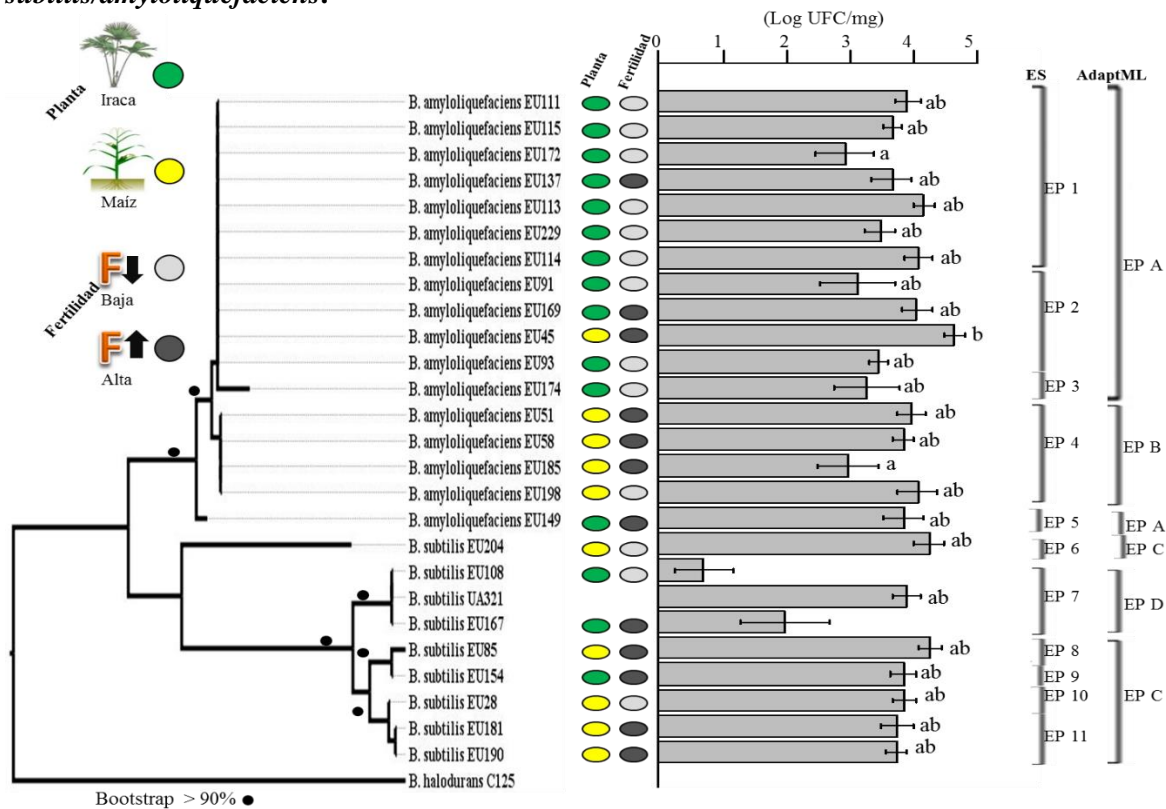 subtilis/amyloliquefaciens.
(Log UFC/mg)
0 1 2 3 4 5
Planta
Fertilidad
ES
AdaptML
Planta
Iraca
Maíz
Fertilidad
F
Baja
F
Alta
B. amyloliquefaciens EU111 ab
B. amyloliquefaciens EU115 ab
B. amyloliquefaciens EU172 a
B. amyloliquefaciens EU137 ab
EP 1
B. amyloliquefaciens EU113 ab
B. amyloliquefaciens EU229 ab
B. amyloliquefaciens EU114 ab
EP A
B. amyloliquefaciens EU91 ab
B. amyloliquefaciens EU169 ab
EP 2
B. amyloliquefaciens EU45 b
B. amyloliquefaciens EU93 ab
B. amyloliquefaciens EU174 ab
EP 3
B. amyloliquefaciens EU51 ab
B. amyloliquefaciens EU58 ab
EP 4
EP B
B. amyloliquefaciens EU185 a
B. amyloliquefaciens EU198 ab
B. amyloliquefaciens EU149 ab
EP 5
EP A
B. subtilis EU204 ab
EP 6
EP C
B. subtilis EU108
B. subtilis UA321 ab
EP 7
EP D
B. subtilis EU167
B. subtilis EU85 ab
EP 8
B. subtilis EU154 ab
EP 9
B. subtilis EU28 ab
EP 10
EP C
B. subtilis EU181 ab
EP 11
B. subtilis EU190 ab
B. halodurans C125
Bootstrap > 90%